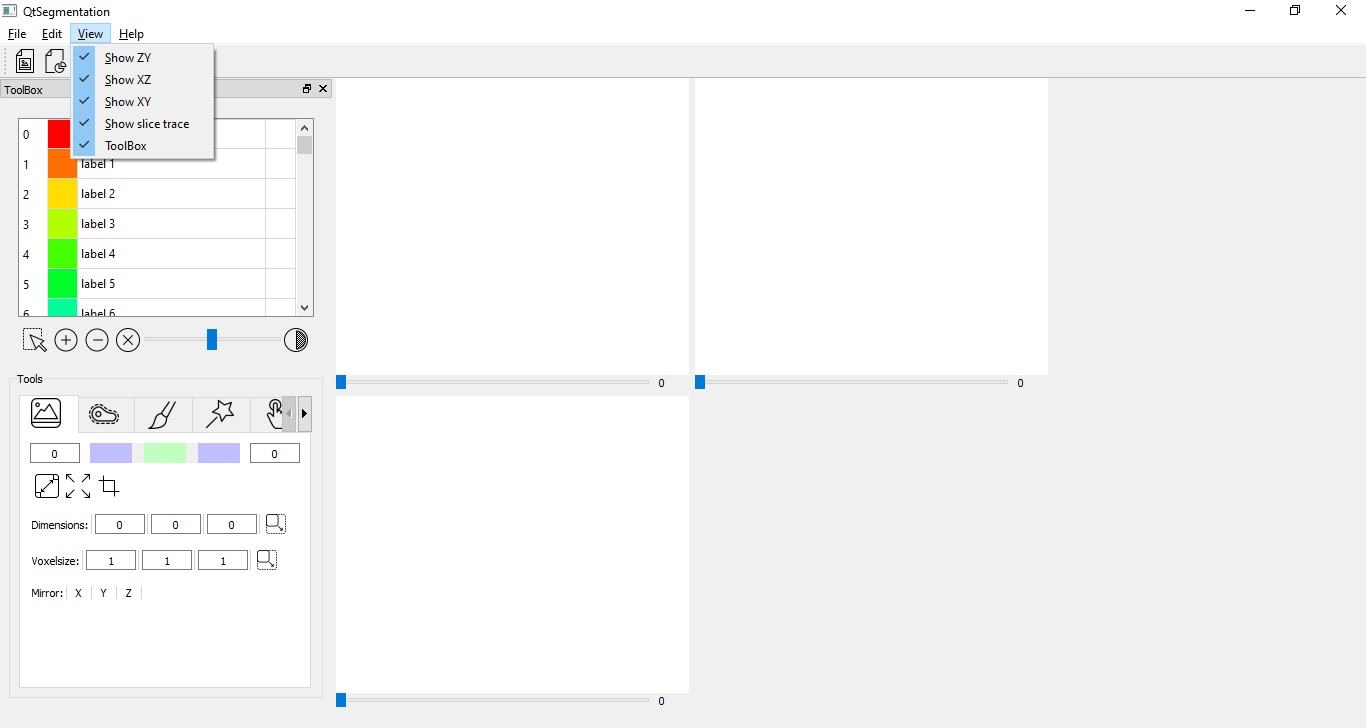 QtSegmentation
File Edit View Help
Show ZY
Show XZ
Show XY
Show slice trace
ToolBox
ToolBox
0
1 label 1
2 label 2
3 label 3
4 label 4
5 label 5
6 label 6
0
0
Tools
0 0
Dimensions: 0 0 0
Voxelsize: 1 1 1
Mirror: X Y Z
0